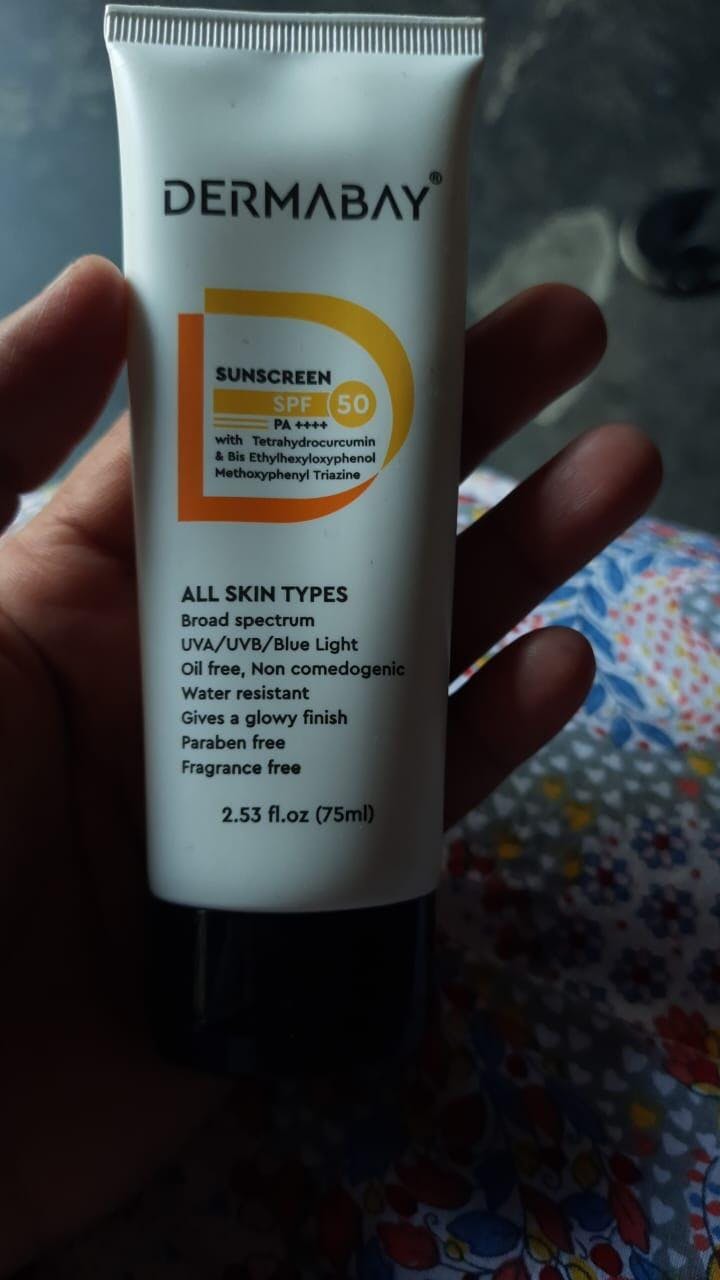 DERMABAY®
SUNSCREEN
SPF 50
PA ++++
with Tetrahydrocurcumin
& Bis Ethylhexyloxyphenol
Methoxyphenyl Triazine
ALL SKIN TYPES
Broad spectrum
UVA/UVB/Blue Light
Oil free, Non comedogenic
Water resistant
Gives a glowy finish
Paraben free
Fragrance free
2.53 fl.oz (75ml)